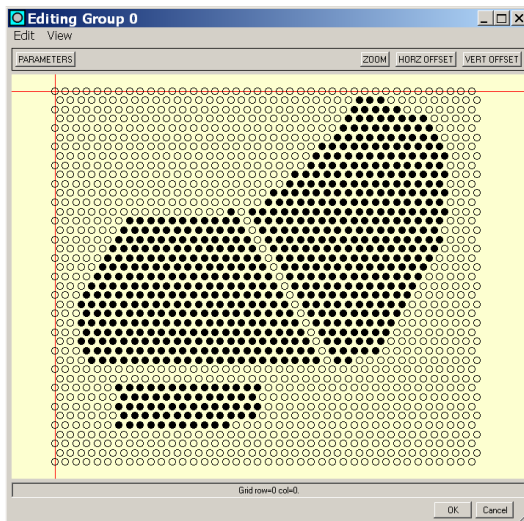 Editing Group 0
Edit View
PARAMETERS ZOOM HORZ OFFSET VERT OFFSET
Grid row=0 col=0.
OK Cancel